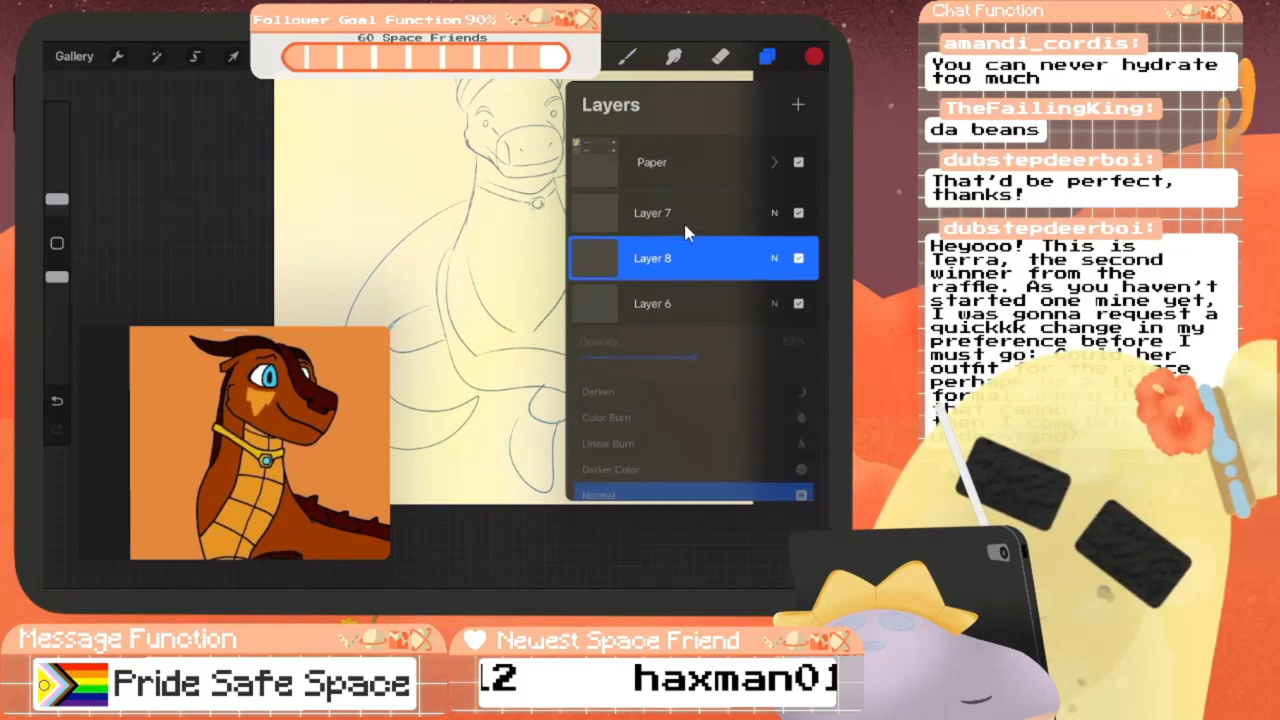 Follower Goal Function 90%
60 Space Friends
Gallery
Layers
Paper
Layer 7
N
Layer 8
N
Layer 6
N
Opacity
Darken
Color Burn
Linear Burn
Darker Color
Normal
N
Chat Function
amandi_cordis:
You can never hydrate
too much
TheFailingKing:
da beans
dubstepdeerboi:
That'd be perfect,
thanks!
dubstepdeerboi:
Heyooo! This is
Terra, the second
winner from the
raffle. As you haven't
started one mine yet,
I was gonna request a
quickkk change in my
preference before I
must go: Could her
outfit for the piece
Message Function
Pride Safe Space
Newest Space Friend
haxman01